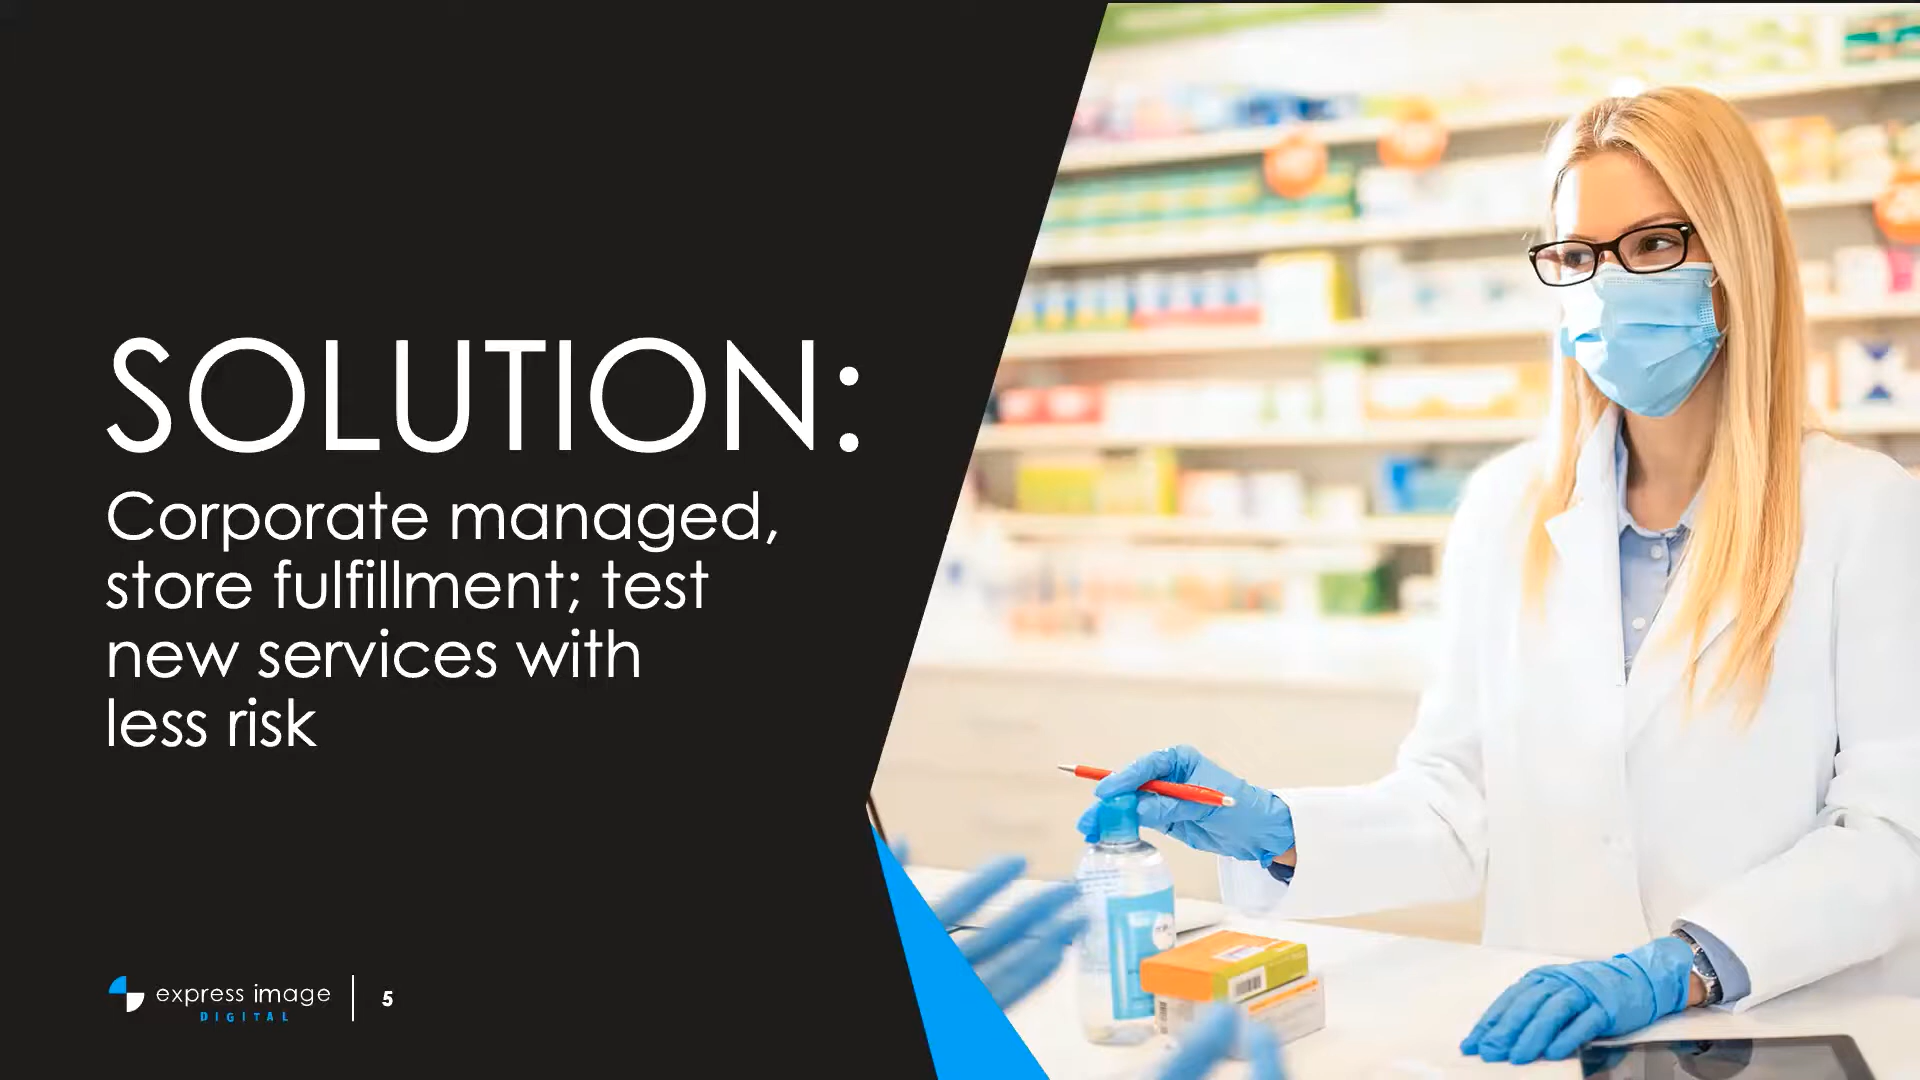 SOLUTION:
Corporate managed,
store fulfillment; test
new services with
less risk
express image
DIGITAL
5